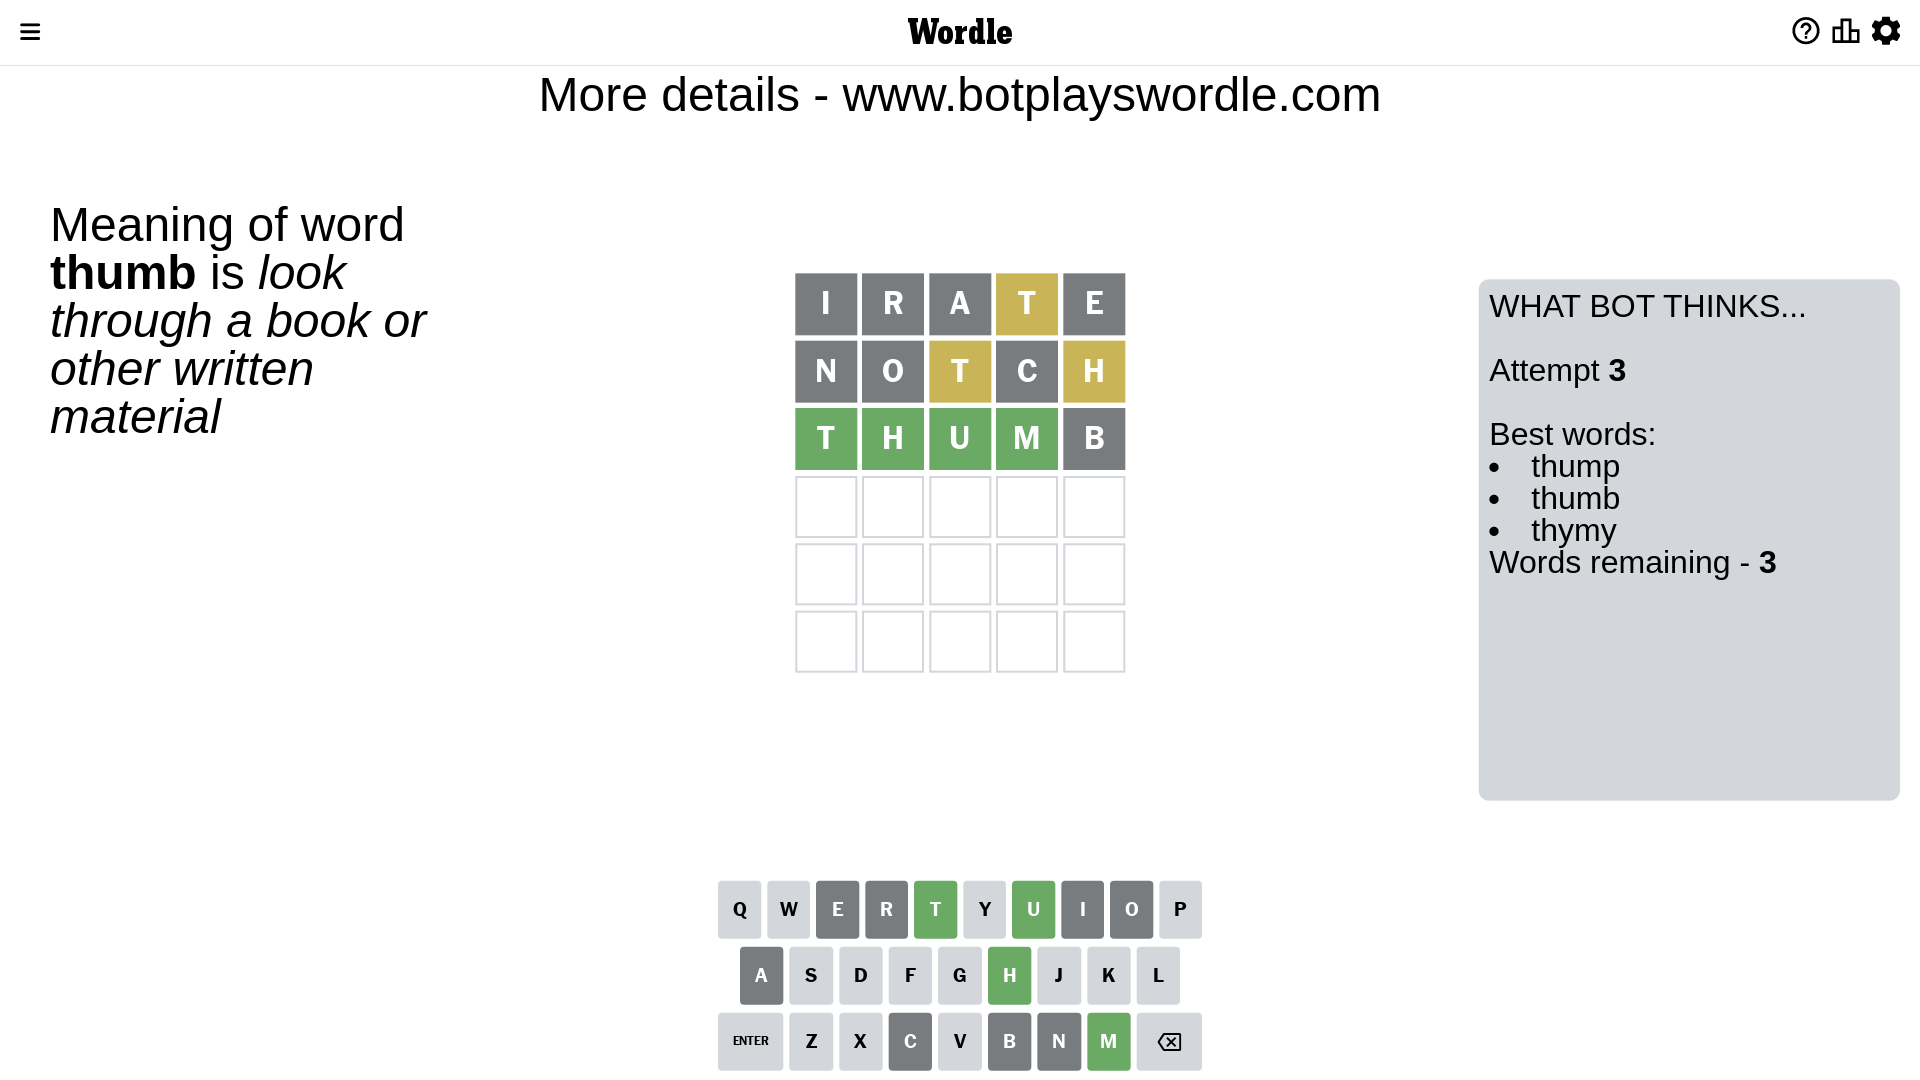 Wordle
More details - www.botplayswordle.com
Meaning of word
thumb is look
through a book or
other written
material
I R A T E
N O T C H
T H U M B
WHAT BOT THINKS...
Attempt 3
Best words:
• thump
• thumb
• thymy
Words remaining - 3
Q W E R T Y U I O P
A S D F G H J K L
ENTER Z X C V B N M